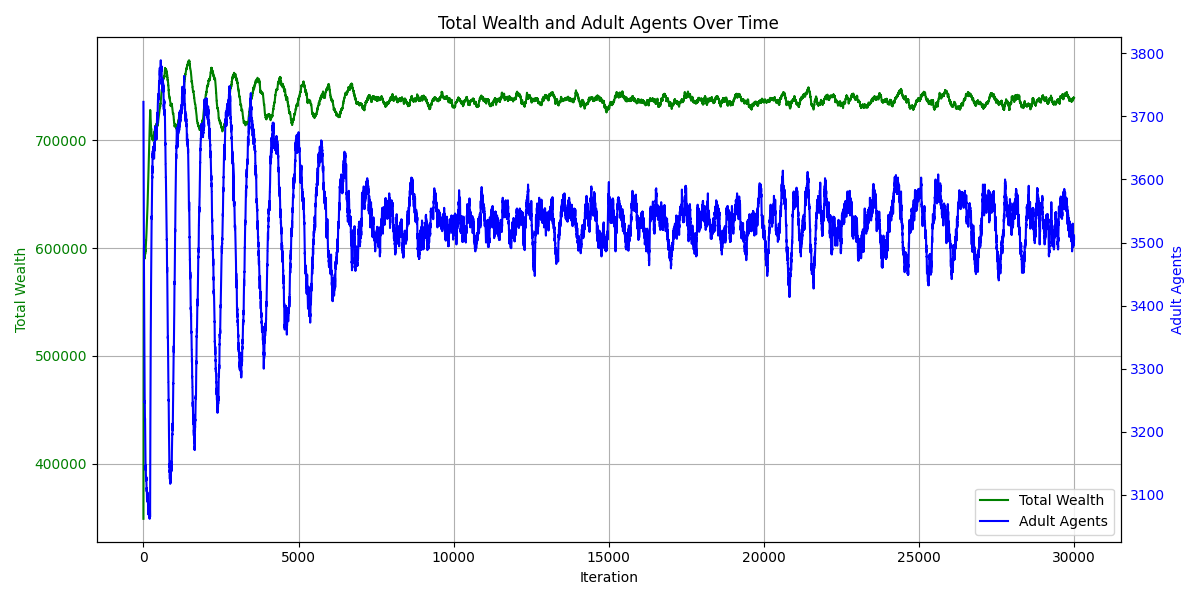 Total Wealth and Adult Agents Over Time
Total Wealth
700000
600000
500000
400000
3800
3700
3600
3500
3400
3300
3200
3100
Adult Agents
Total Wealth
Adult Agents
0 5000 10000 15000 20000 25000 30000
Iteration